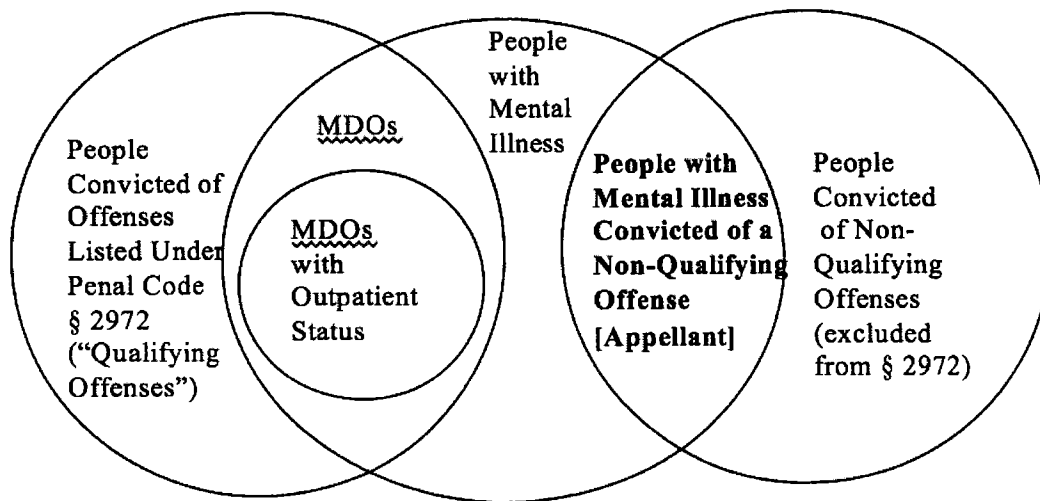 People
Convicted of
Offenses
Listed Under
Penal Code
§ 2972
(“Qualifying
Offenses”)
MDOs
MDOs
with
Outpatient
Status
People
with
Mental
Illness
People with
Mental Illness
Convicted of a
Non-Qualifying
Offense
[Appellant]
People
Convicted
of Non-
Qualifying
Offenses
(excluded
from § 2972)